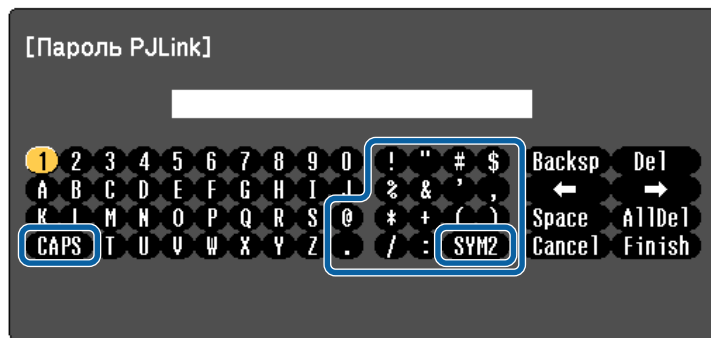 [Пароль PJLink]
1 2 3 4 5 6 7 8 9 0 ! " # $ Backsp Del
A B C D E F G H I J % & ' , ← →
K L M N O P Q R S @ * + ( ) Space AllDel
CAPS T U V W X Y Z . / : SYM2 Cancel Finish